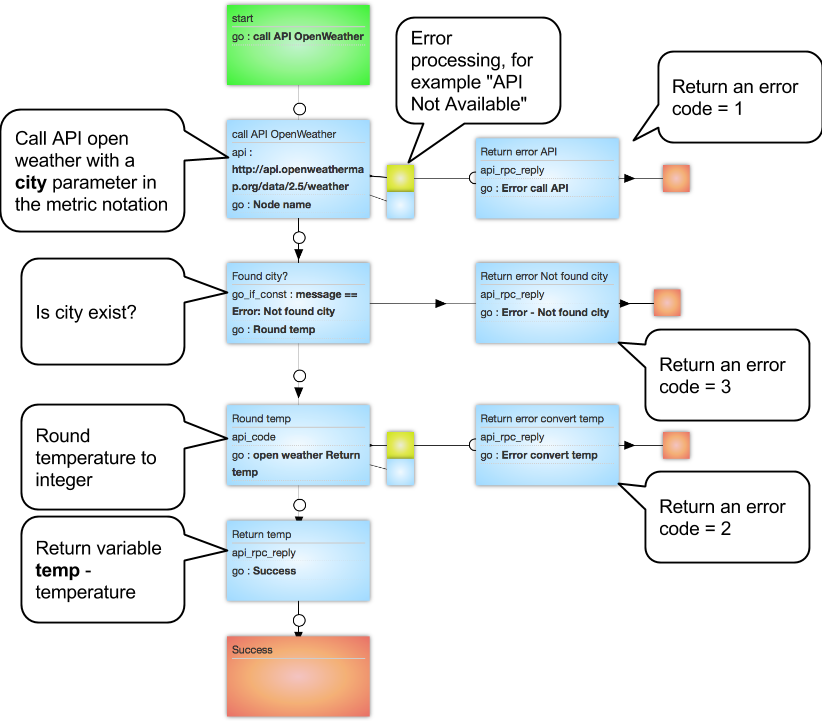 start
go : call API OpenWeather
Error
processing, for
example "API
Not Available"
Return an error
code = 1
Call API open
weather with a
city parameter in
the metric notation
call API OpenWeather
api :
http://api.openweatherma
p.org/data/2.5/weather
go : Node name
Return error API
api_rpc_reply
go : Error call API
Is city exist?
Found city?
go_if_const : message ==
Error: Not found city
go : Round temp
Return error Not found city
api_rpc_reply
go : Error - Not found city
Return an error
code = 3
Round
temperature to
integer
Round temp
api_code
go : open weather Return
temp
Return error convert temp
api_rpc_reply
go : Error convert temp
Return an error
code = 2
Return variable
temp -
temperature
Return temp
api_rpc_reply
go : Success
Success